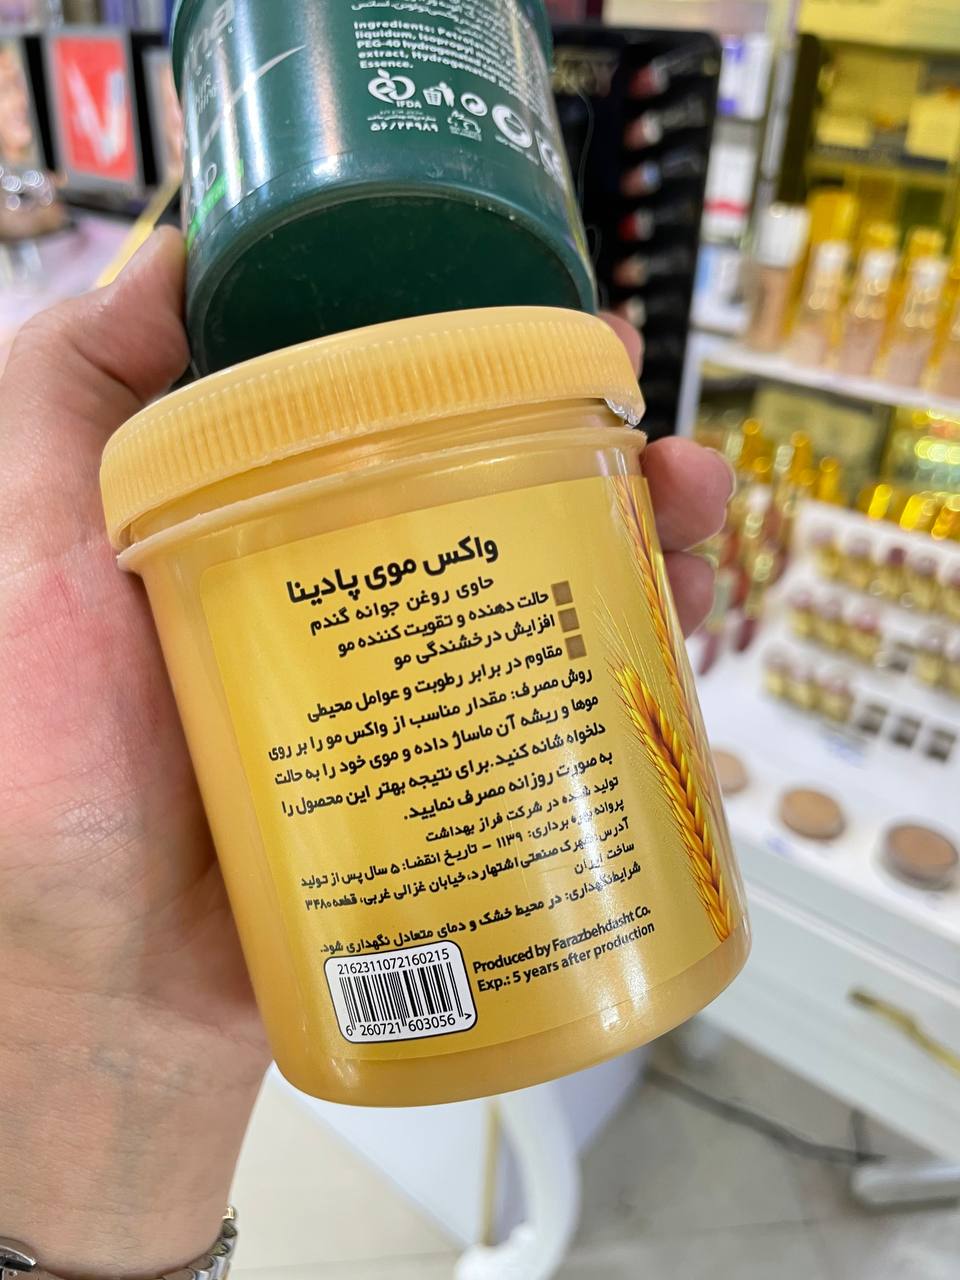 Ingredients: Petrolatum,
liquidum, Isopropyl
PEG-40 hydrogenated
extract, Hydrogenated
Essence.
IFDA
۵۶/۲۴۹۸۹
واکس موی پادینا
حاوی روغن جوانه گندم
حالت دهنده و تقویت کننده مو
افزایش درخشندگی مو
مقاوم در برابر رطوبت و عوامل محیطی
روش مصرف: مقدار مناسب از واکس مو را بر روی
موها و ریشه آن ماساژ داده و موی خود را به حالت
دلخواه شانه کنید.برای نتیجه بهتر این محصول را
به صورت روزانه مصرف نمایید.
تولید شده در شرکت فراز بهداشت
پروانه بهره برداری: ۱۱۳۹ - تاریخ انقضا: ۵ سال پس از تولید
آدرس: شهرک صنعتی اشتهارد، خیابان غزالی غربی، قطعه ۳۴۸۰
ساخت ایران
شرایط نگهداری: در محیط خشک و دمای متعادل نگهداری شود.
2162311072160215
6 260721 603056 >
Produced by Farazbehdasht Co.
Exp.: 5 years after production